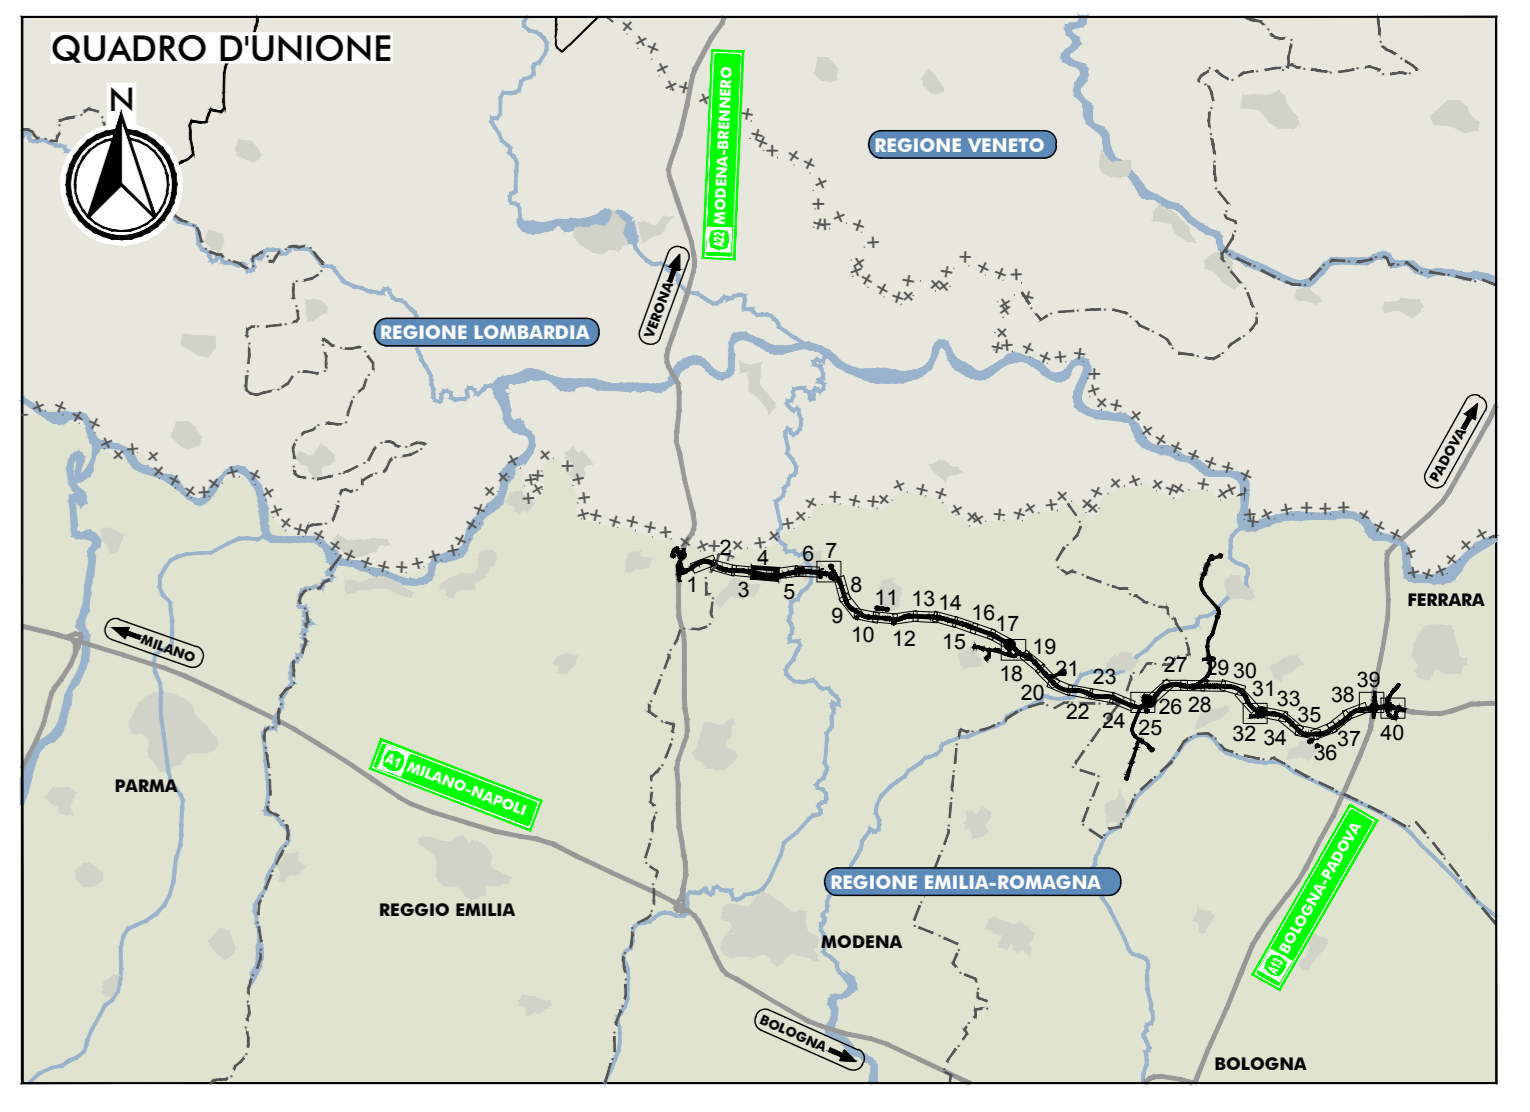 QUADRO D'UNIONE
N
A22 MODENA-BRENNERO
REGIONE VENETO
VERONA
REGIONE LOMBARDIA
PADOVA
1
2
3
4
5
6
7
8
9
10
11
12
13
14
15
16
17
18
19
20
21
22
23
24
25
26
27
28
29
30
31
32
33
34
35
36
37
38
39
40
FERRARA
MILANO
PARMA
A1 MILANO-NAPOLI
REGIONE EMILIA-ROMAGNA
A13 BOLOGNA-PADOVA
REGGIO EMILIA
MODENA
BOLOGNA
BOLOGNA